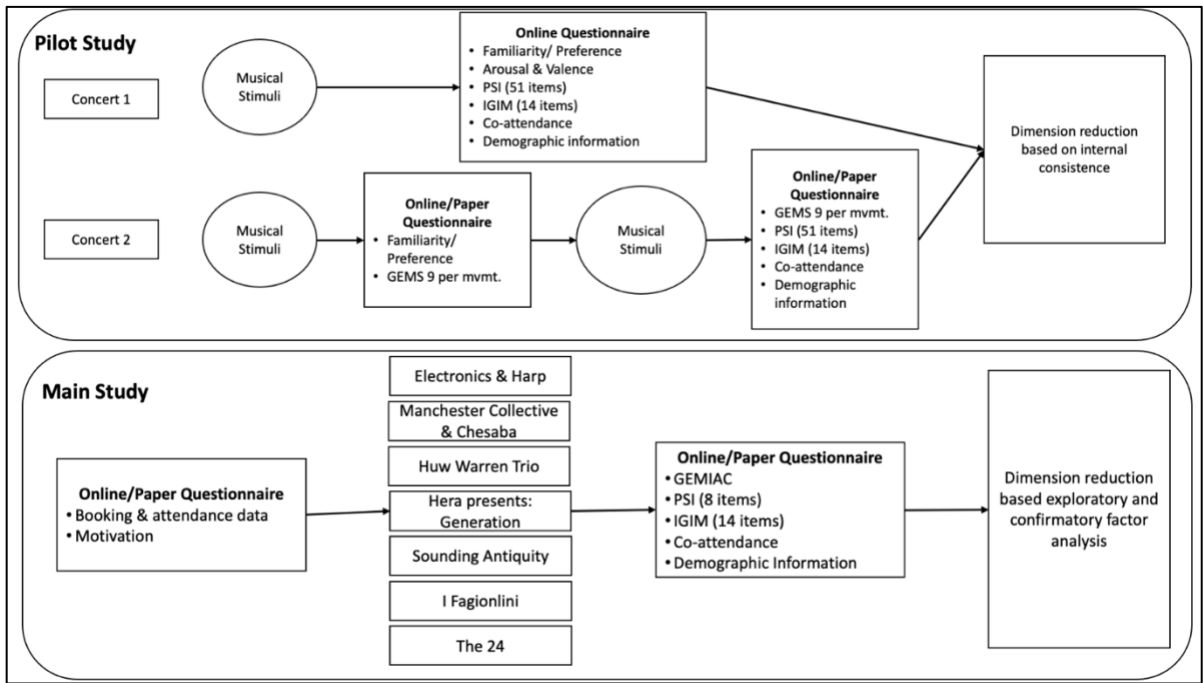 Pilot Study
Concert 1
Musical
Stimuli
Online Questionnaire
• Familiarity/ Preference
• Arousal & Valence
• PSI (51 items)
• IGIM (14 items)
• Co-attendance
• Demographic information
Dimension reduction
based on internal
consistence
Concert 2
Musical
Stimuli
Online/Paper
Questionnaire
• Familiarity/
Preference
• GEMS 9 per mvmt.
Musical
Stimuli
Online/Paper
Questionnaire
• GEMS 9 per mvmt.
• PSI (51 items)
• IGIM (14 items)
• Co-attendance
• Demographic
information
Main Study
Online/Paper Questionnaire
• Booking & attendance data
• Motivation
Electronics & Harp
Manchester Collective
& Chesaba
Huw Warren Trio
Hera presents:
Generation
Sounding Antiquity
I Fagionlini
The 24
Online/Paper Questionnaire
• GEMIAC
• PSI (8 items)
• IGIM (14 items)
• Co-attendance
• Demographic Information
Dimension reduction
based exploratory and
confirmatory factor
analysis